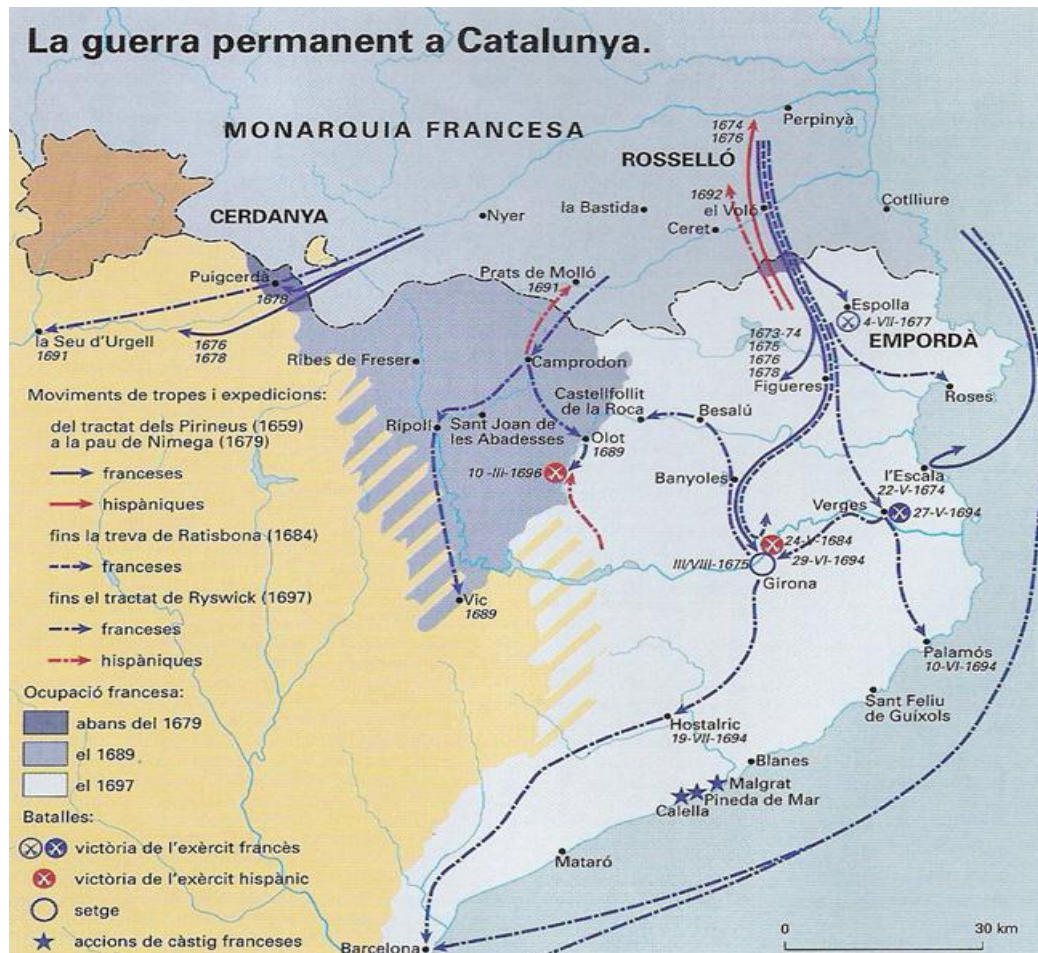 La guerra permanent a Catalunya.
MONARQUIA FRANCESA
1674
1676
Perpinyà
ROSSELLÓ
CERDANYA
Nyer
la Bastida
1692
el Voló
Ceret
Cotlliure
Puigcerdà
1678
Prats de Molló
1691
Espolla
4-VII-1677
EMPORDÀ
la Seu d'Urgell
1691
1676
1678
Ribes de Freser
Camprodon
1673-74
1675
1676
1678
Figueres
Roses
Castellfollit
de la Roca
Besalú
Ripoll
Sant Joan de
les Abadesses
Olot
1689
10-III-1696
Banyoles
l'Escala
22-V-1674
Verges
27-V-1694
24-V-1684
29-VI-1694
III/VIII-1675
Girona
Vic
1689
Palamós
10-VI-1694
Sant Feliu
de Guíxols
Hostalric
19-VII-1694
Blanes
Malgrat
Pineda de Mar
Calella
Mataró
Barcelona
Moviments de tropes i expedicions:
del tractat dels Pirineus (1659)
a la pau de Nimega (1679)
franceses
hispàniques
fins la treva de Ratisbona (1684)
franceses
fins el tractat de Ryswick (1697)
franceses
hispàniques
Ocupació francesa:
abans del 1679
el 1689
el 1697
Batalles:
victòria de l'exèrcit francès
victòria de l'exèrcit hispànic
setge
accions de càstig franceses
0 30 km